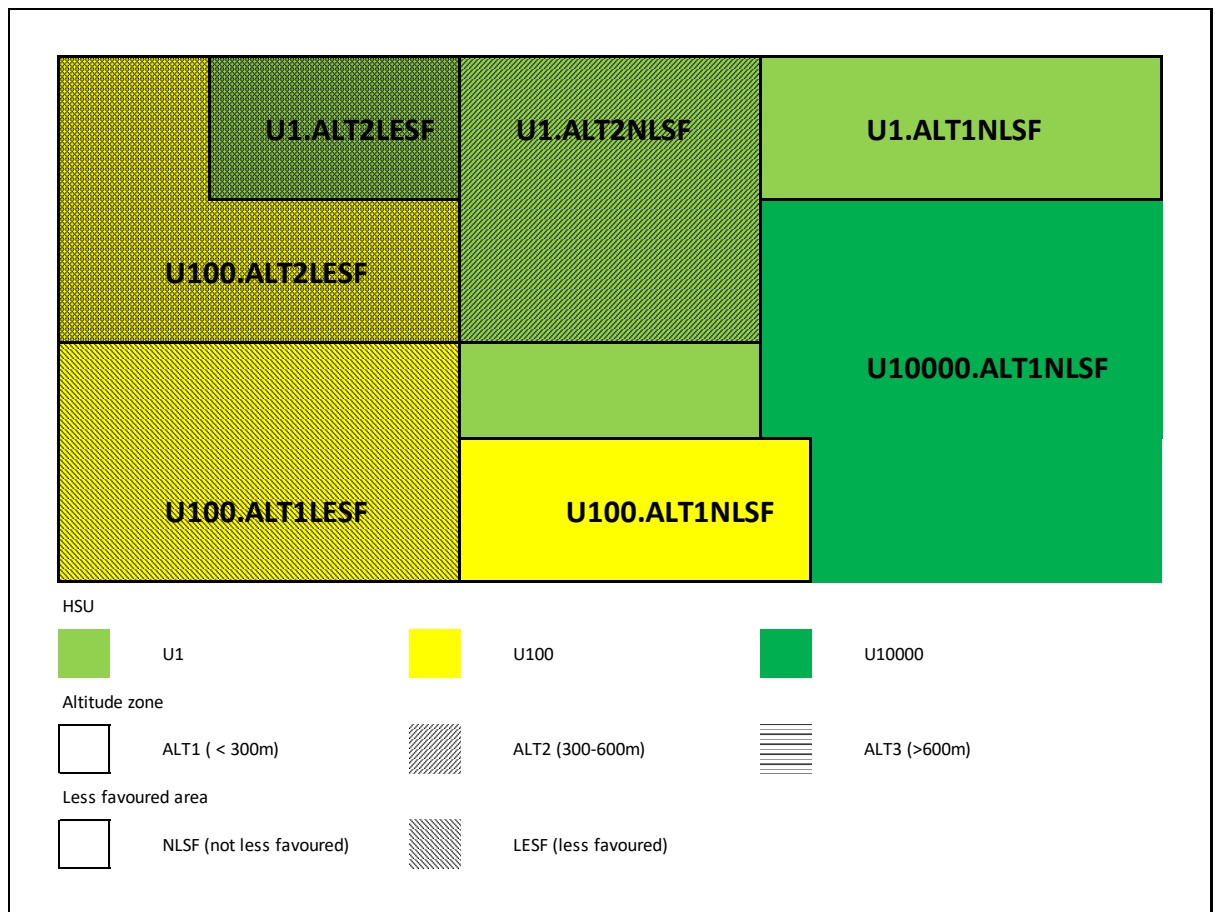 U1.ALT2LESF
U1.ALT2NLSF
U1.ALT1NLSF
U100.ALT2LESF
U10000.ALT1NLSF
U100.ALT1LESF
U100.ALT1NLSF
HSU
U1
U100
U10000
Altitude zone
ALT1 ( < 300m)
ALT2 (300-600m)
ALT3 (>600m)
Less favoured area
NLSF (not less favoured)
LESF (less favoured)